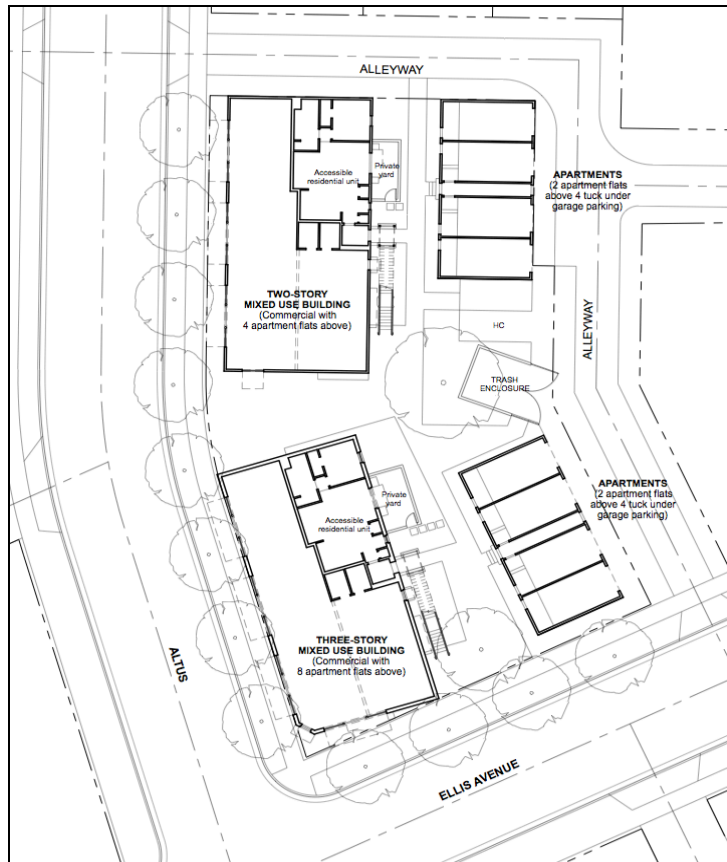 ALLEYWAY
Accessible
residential unit
Private
yard
APARTMENTS
(2 apartment flats
above 4 tuck under
garage parking)
TWO-STORY
MIXED USE BUILDING
(Commercial with
4 apartment flats above)
HC
ALLEYWAY
TRASH
ENCLOSURE
APARTMENTS
(2 apartment flats
above 4 tuck under
garage parking)
Private
yard
Accessible
residential unit
THREE-STORY
MIXED USE BUILDING
(Commercial with
8 apartment flats above)
ALTUS
ELLIS AVENUE